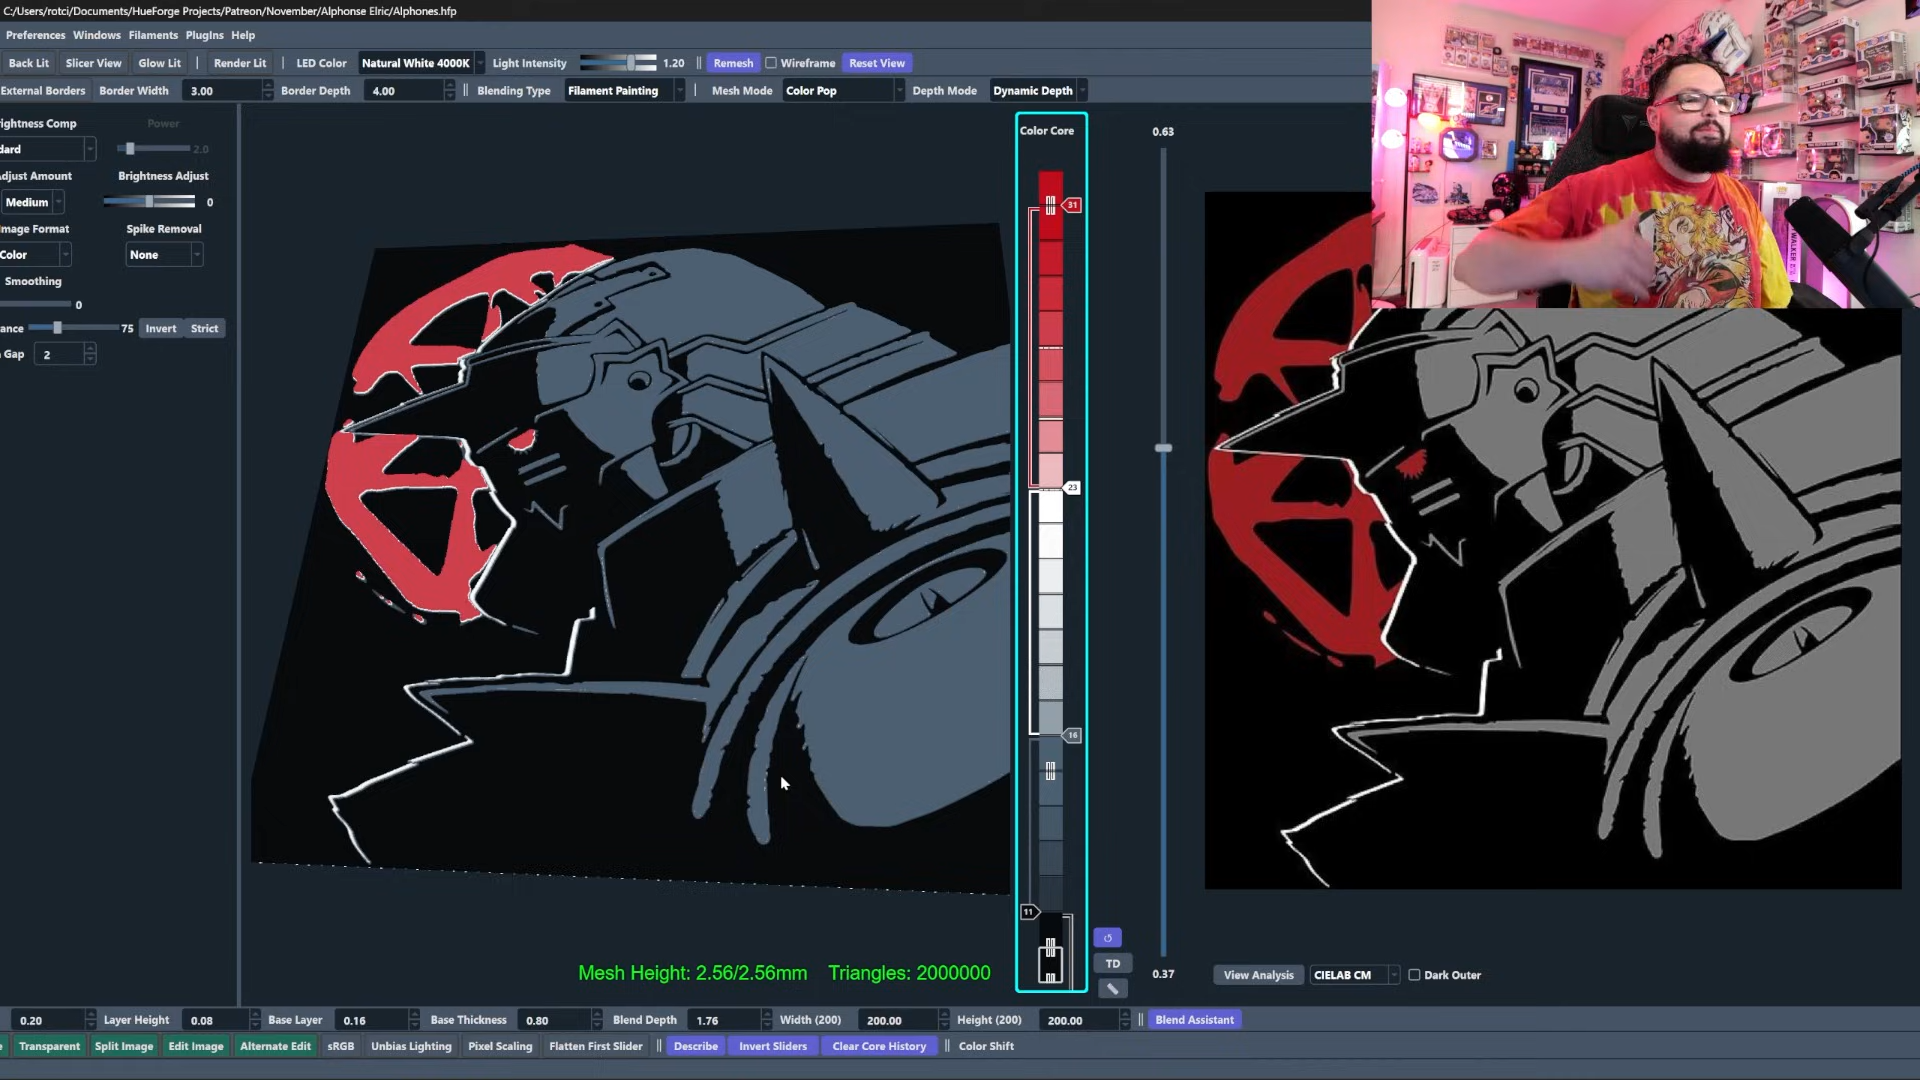 C:/Users/rotci/Documents/HueForge Projects/Patreon/November/Alphonse Elric/Alphones.hfp
Preferences Windows Filaments PlugIns Help
Back Lit Slicer View Glow Lit | Render Lit LED Color Natural White 4000K Light Intensity 1.20 || Remesh Wireframe Reset View
External Borders Border Width 3.00 Border Depth 4.00 || Blending Type Filament Painting | Mesh Mode Color Pop Depth Mode Dynamic Depth
ightness Comp Power
dard 2.0
Adjust Amount Brightness Adjust
Medium 0
mage Format Spike Removal
Color None
Smoothing
0
ance 75 Invert Strict
Gap 2
Color Core
0.63
31
23
16
11
TD
0.37
Mesh Height: 2.56/2.56mm Triangles: 2000000
View Analysis CIELAB CM Dark Outer
WALKER
0.20 Layer Height 0.08 Base Layer 0.16 Base Thickness 0.80 Blend Depth 1.76 Width (200) 200.00 Height (200) 200.00 || Blend Assistant
e Transparent Split Image Edit Image Alternate Edit sRGB Unbias Lighting Pixel Scaling Flatten First Slider || Describe Invert Sliders Clear Core History || Color Shift